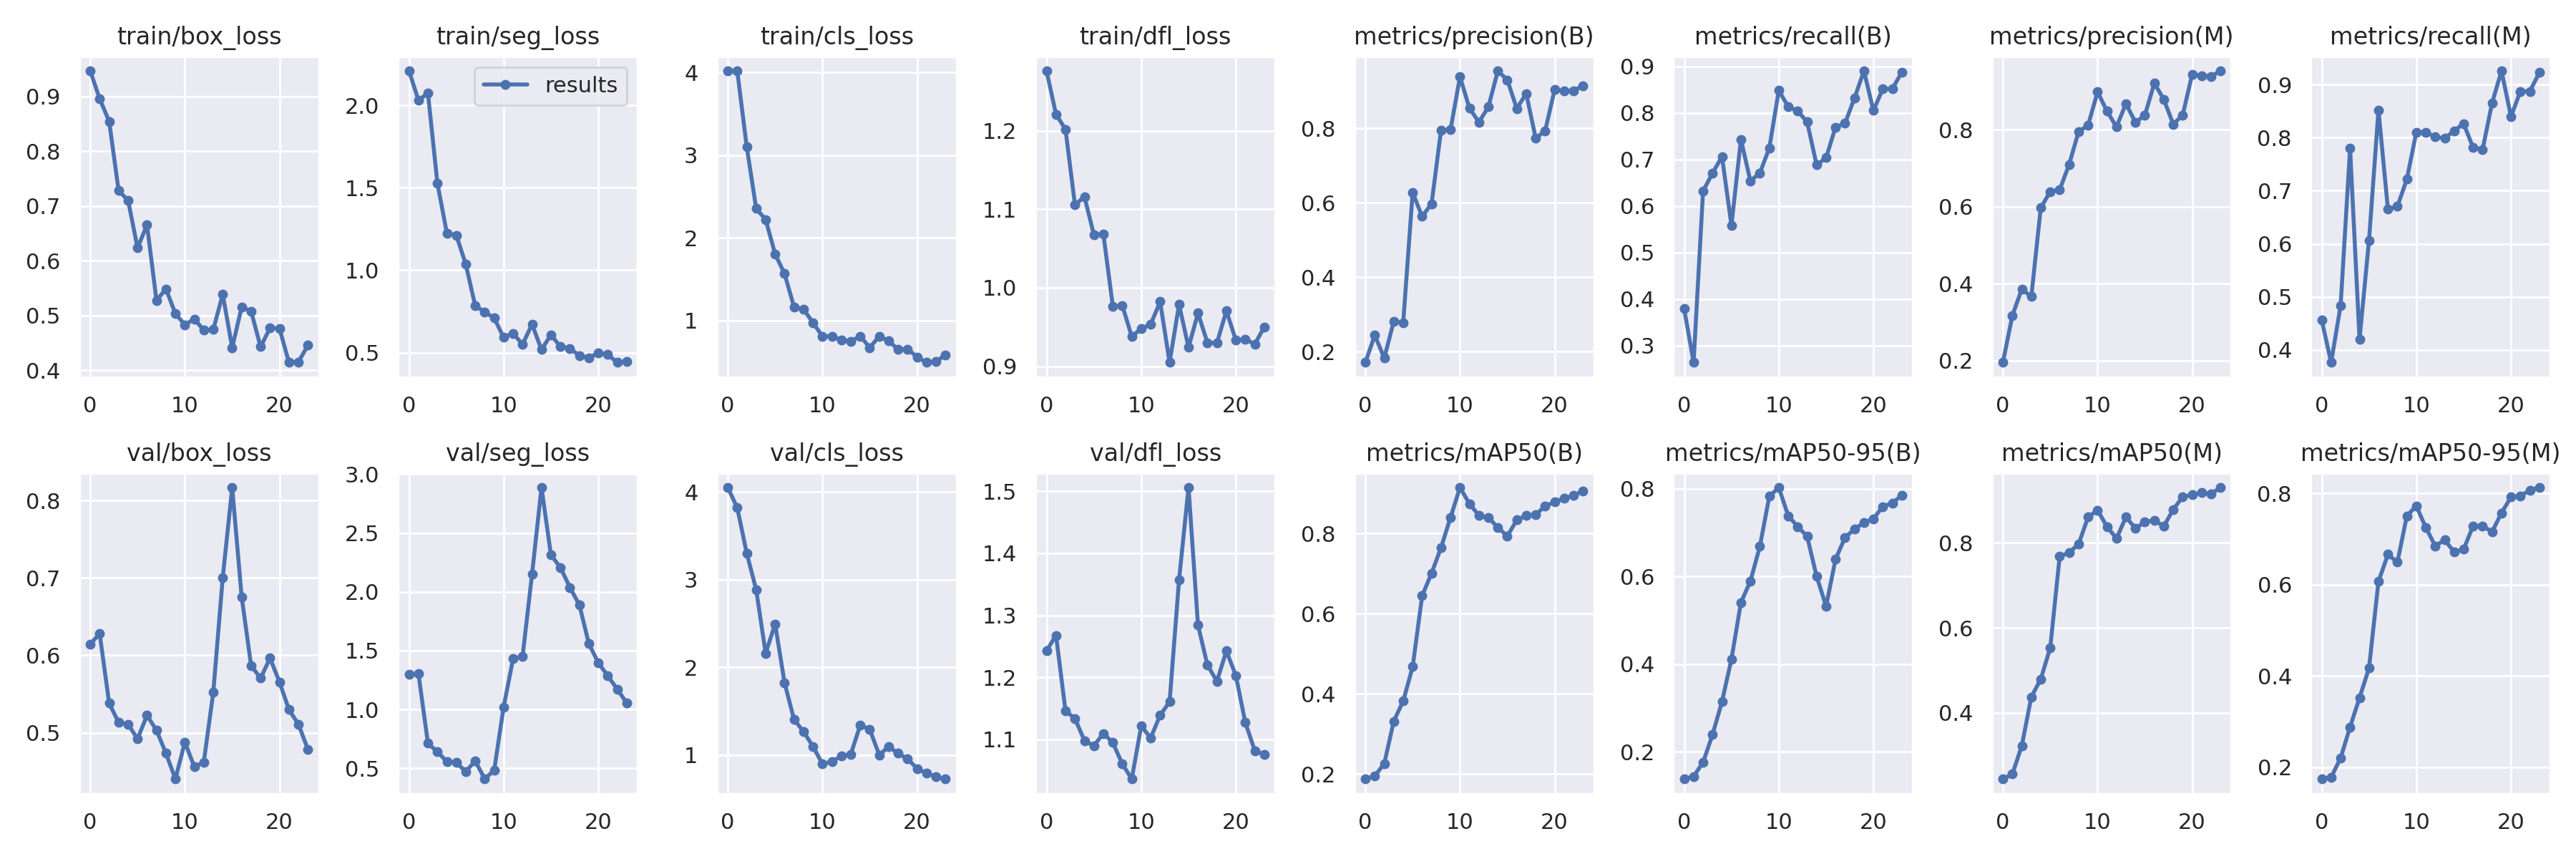 train/box_loss
0.9
0.8
0.7
0.6
0.5
0.4
0 10 20
train/seg_loss
results
2.0
1.5
1.0
0.5
0 10 20
train/cls_loss
4
3
2
1
0 10 20
train/dfl_loss
1.2
1.1
1.0
0.9
0 10 20
metrics/precision(B)
0.8
0.6
0.4
0.2
0 10 20
metrics/recall(B)
0.9
0.8
0.7
0.6
0.5
0.4
0.3
0 10 20
metrics/precision(M)
0.8
0.6
0.4
0.2
0 10 20
metrics/recall(M)
0.9
0.8
0.7
0.6
0.5
0.4
0 10 20
val/box_loss
0.8
0.7
0.6
0.5
0 10 20
val/seg_loss
3.0
2.5
2.0
1.5
1.0
0.5
0 10 20
val/cls_loss
4
3
2
1
0 10 20
val/dfl_loss
1.5
1.4
1.3
1.2
1.1
0 10 20
metrics/mAP50(B)
0.8
0.6
0.4
0.2
0 10 20
metrics/mAP50-95(B)
0.8
0.6
0.4
0.2
0 10 20
metrics/mAP50(M)
0.8
0.6
0.4
0 10 20
metrics/mAP50-95(M)
0.8
0.6
0.4
0.2
0 10 20